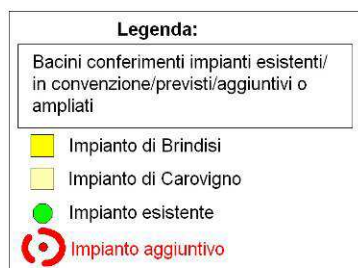 Legenda:
Bacini conferimenti impianti esistenti/
in convenzione/previsti/aggiuntivi o
ampliati
Impianto di Brindisi
Impianto di Carovigno
Impianto esistente
Impianto aggiuntivo